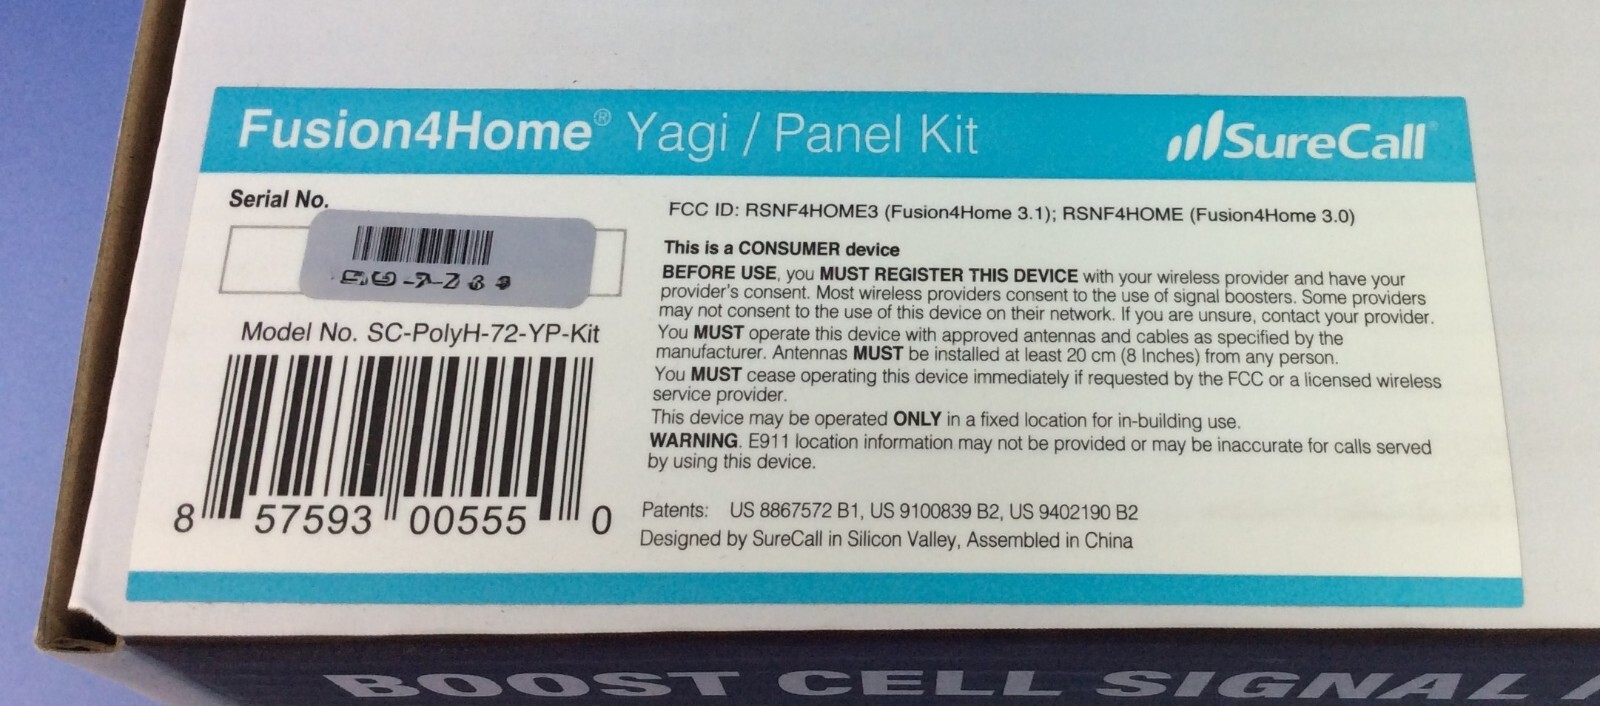 Fusion4Home® Yagi / Panel Kit
SureCall
Serial No.
Model No. SC-PolyH-72-YP-Kit
8 57593 00555 0
FCC ID: RSNF4HOME3 (Fusion4Home 3.1); RSNF4HOME (Fusion4Home 3.0)
This is a CONSUMER device
BEFORE USE, you MUST REGISTER THIS DEVICE with your wireless provider and have your
provider's consent. Most wireless providers consent to the use of signal boosters. Some providers
may not consent to the use of this device on their network. If you are unsure, contact your provider.
You MUST operate this device with approved antennas and cables as specified by the
manufacturer. Antennas MUST be installed at least 20 cm (8 Inches) from any person.
You MUST cease operating this device immediately if requested by the FCC or a licensed wireless
service provider.
This device may be operated ONLY in a fixed location for in-building use.
WARNING. E911 location information may not be provided or may be inaccurate for calls served
by using this device.
Patents: US 8867572 B1, US 9100839 B2, US 9402190 B2
Designed by SureCall in Silicon Valley, Assembled in China
BOOST CELL SIGNAL